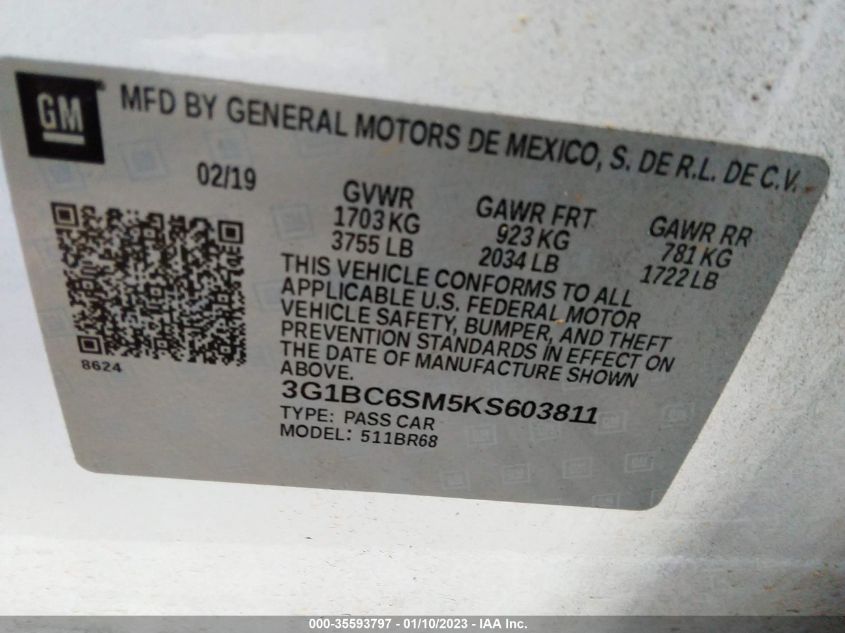 GM ® MFD BY GENERAL MOTORS DE MEXICO, S. DE R.L. DE C.V.
02/19
GVWR
1703 KG
3755 LB
GAWR FRT
923 KG
2034 LB
GAWR RR
781 KG
1722 LB
THIS VEHICLE CONFORMS TO ALL
APPLICABLE U.S. FEDERAL MOTOR
VEHICLE SAFETY, BUMPER, AND THEFT
PREVENTION STANDARDS IN EFFECT ON
THE DATE OF MANUFACTURE SHOWN
ABOVE.
8624
3G1BC6SM5KS603811
TYPE: PASS CAR
MODEL: 511BR68
000-35593797 - 01/10/2023 - IAA Inc.